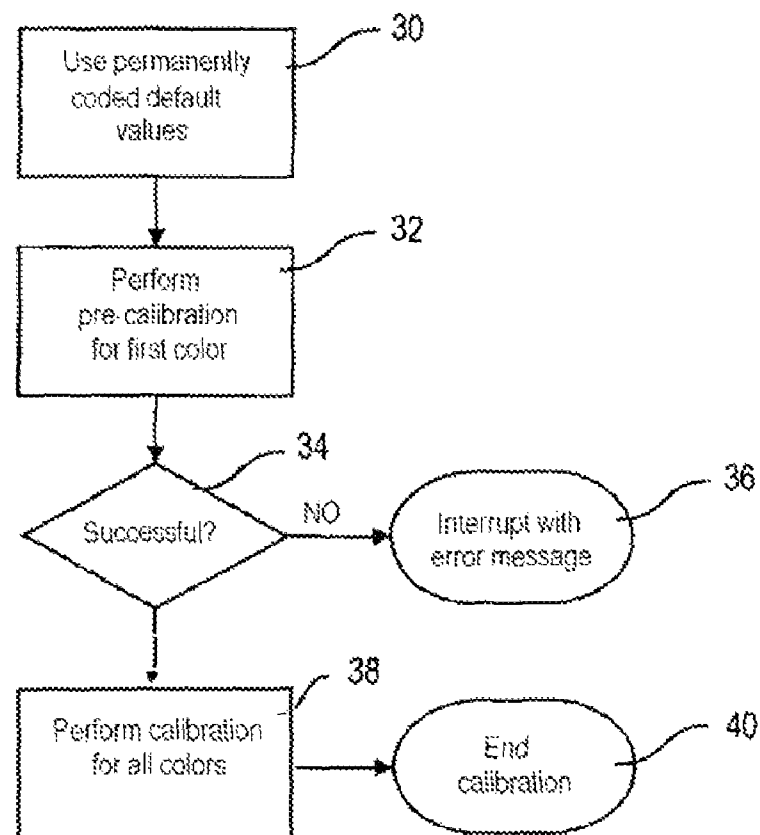 30
Use permanently
coded default
values
32
Perform
pre-calibration
for first color
34
Successful?
NO
36
Interrupt with
error message
38
Perform calibration
for all colors
40
End
calibration